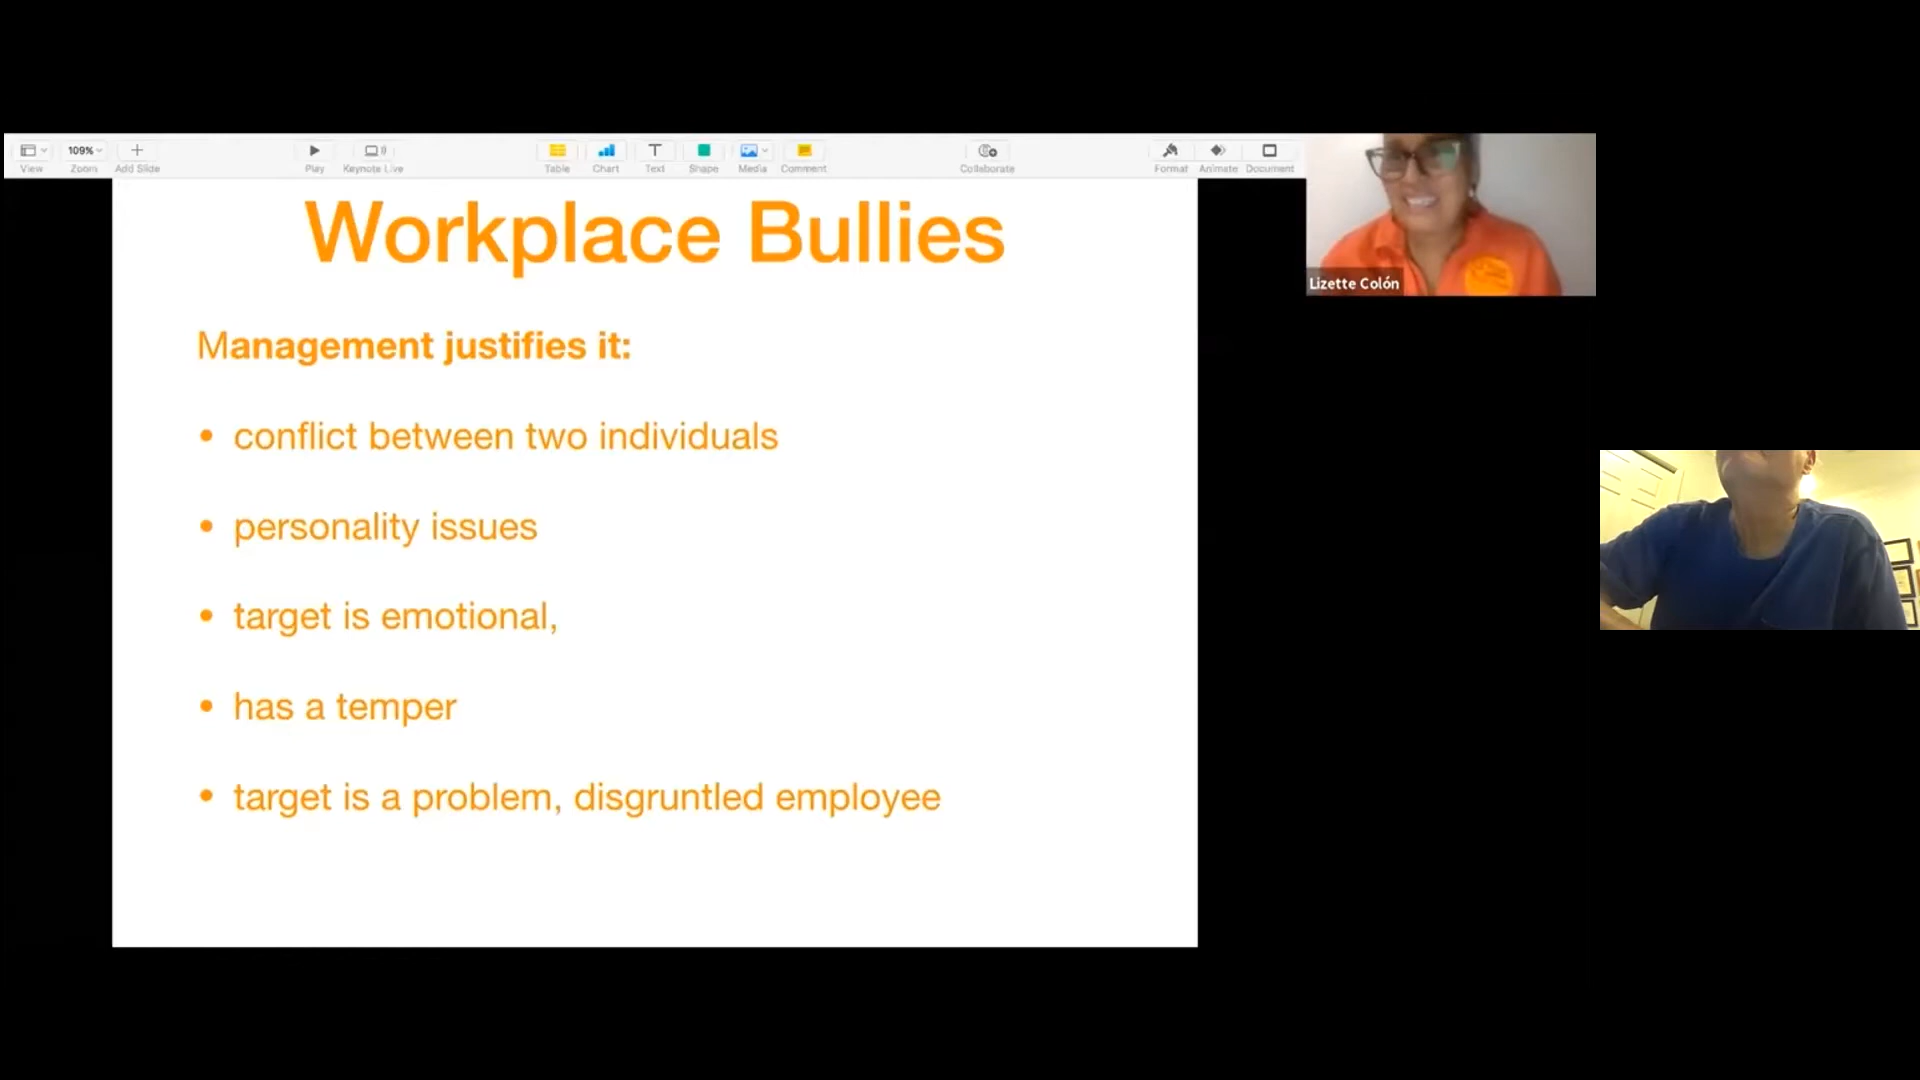 109%
View
Zoom
Add Slide
Play
Keynote Live
Table
Chart
Text
Shape
Media
Comment
Collaborate
Format
Animate
Document
Workplace Bullies
Management justifies it:
• conflict between two individuals
• personality issues
• target is emotional,
• has a temper
• target is a problem, disgruntled employee
Lizette Colón